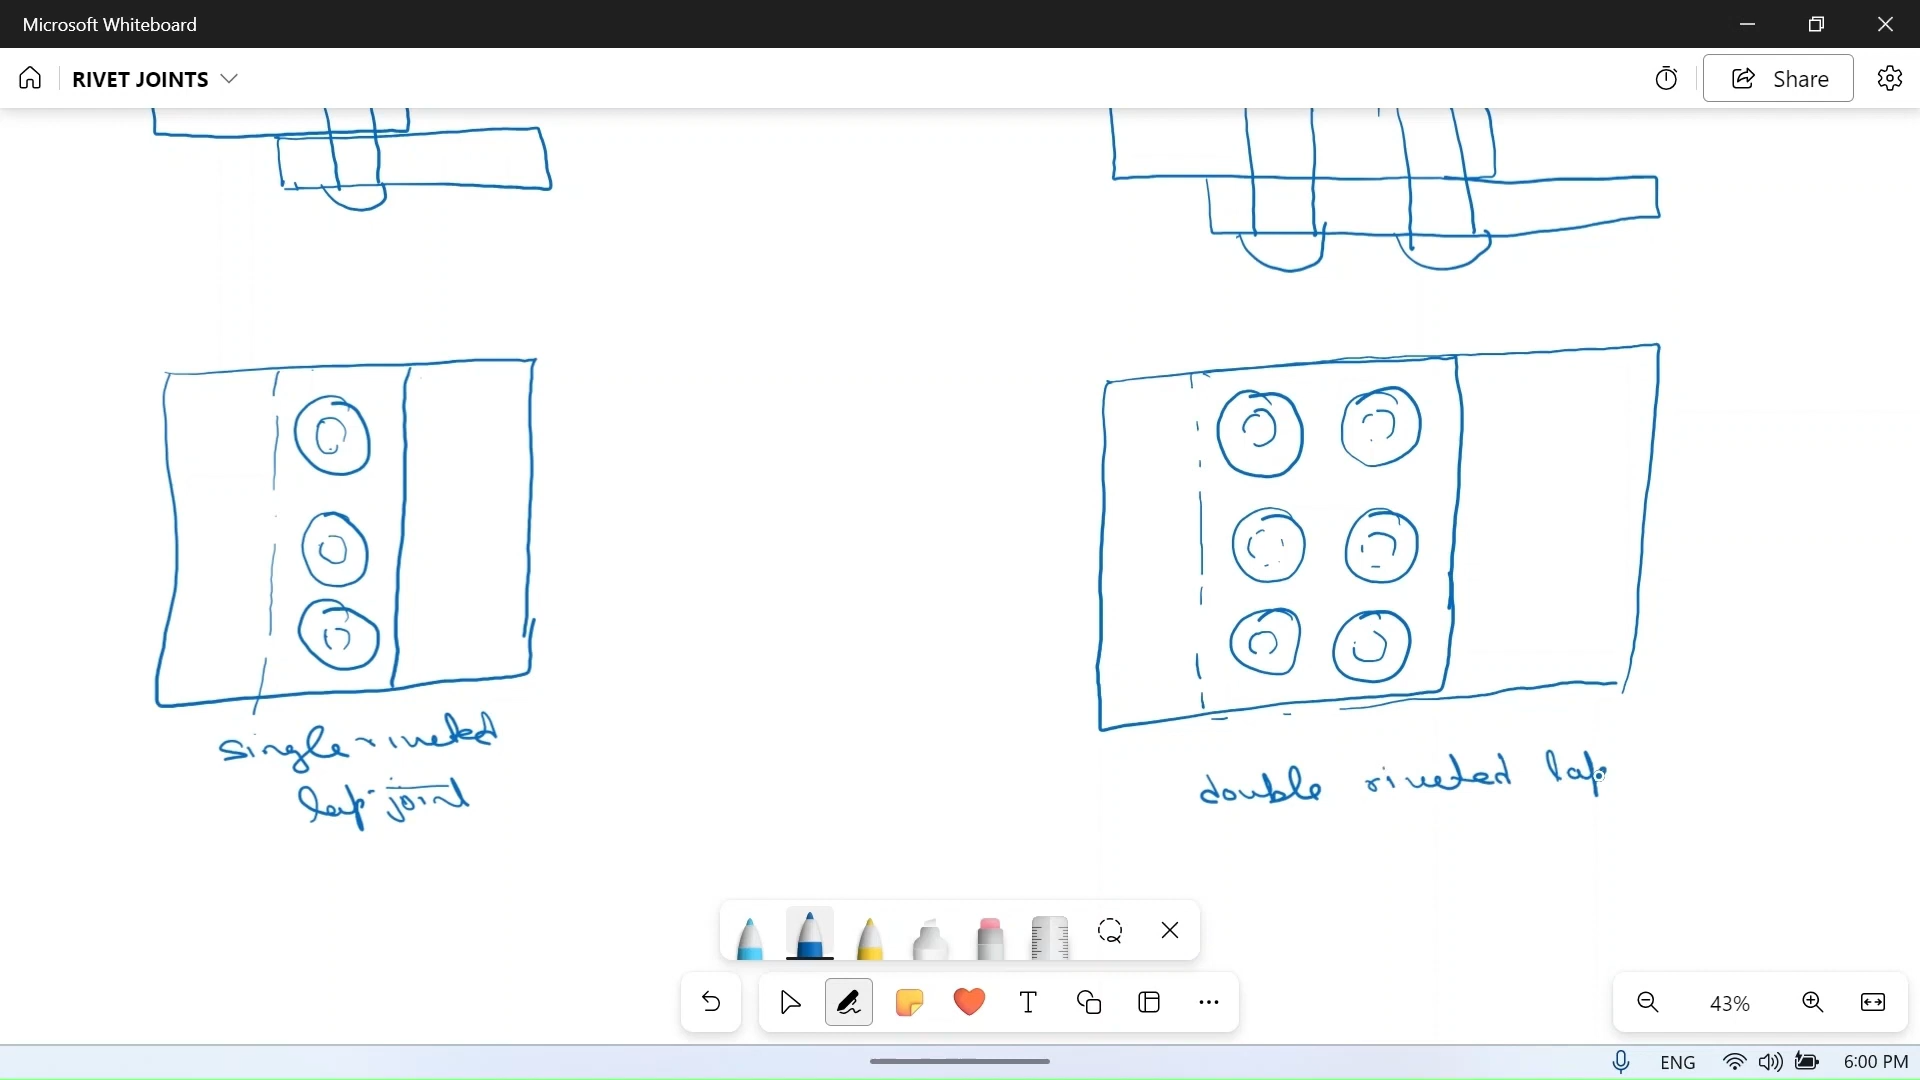 Microsoft Whiteboard
RIVET JOINTS
Share
single riveted
lap joint
double riveted lap
43%
ENG
6:00 PM